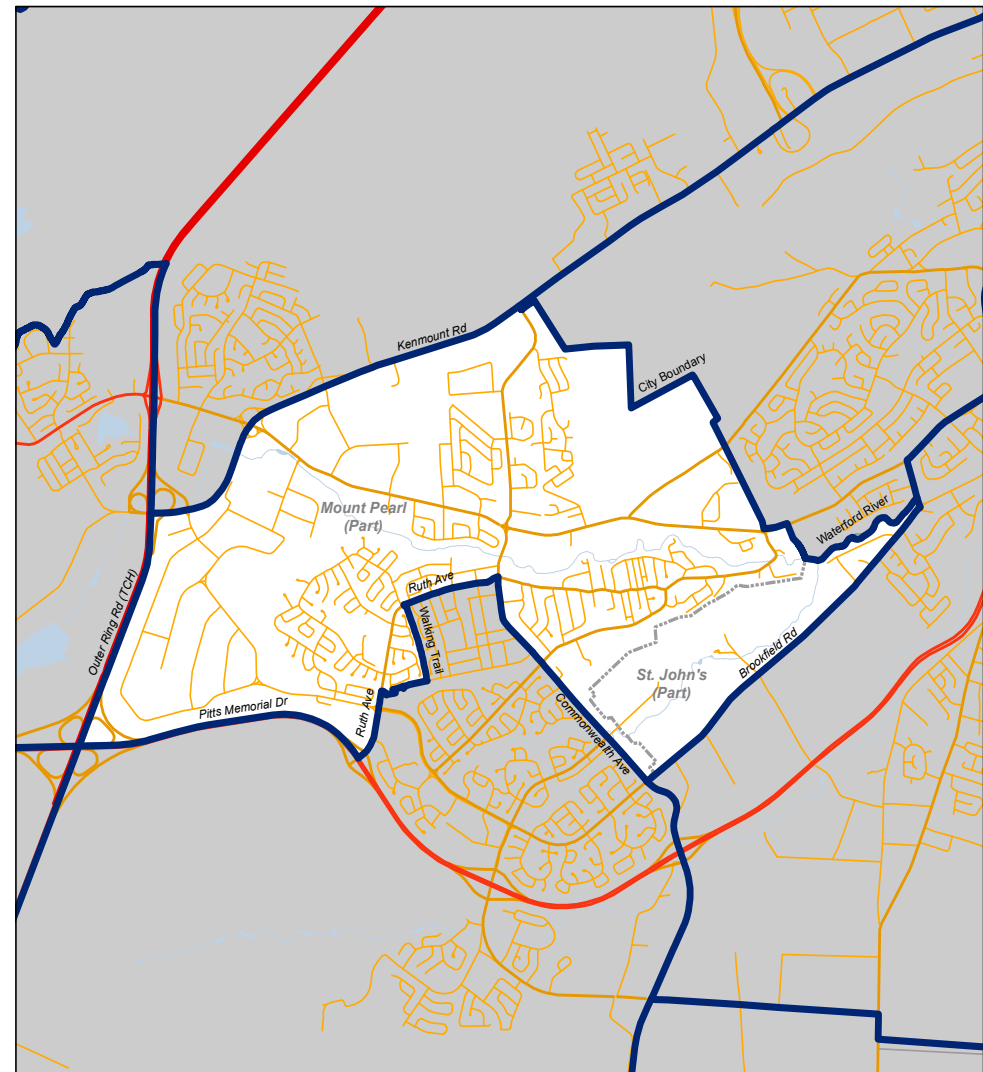 Kenmount Rd
City Boundary
Waterford River
Mount Pearl
(Part)
Ruth Ave
Walking Trail
Outer Ring Rd (TCH)
Brookfield Rd
St. John's
(Part)
Pitts Memorial Dr
Ruth Ave
Commonwealth Ave